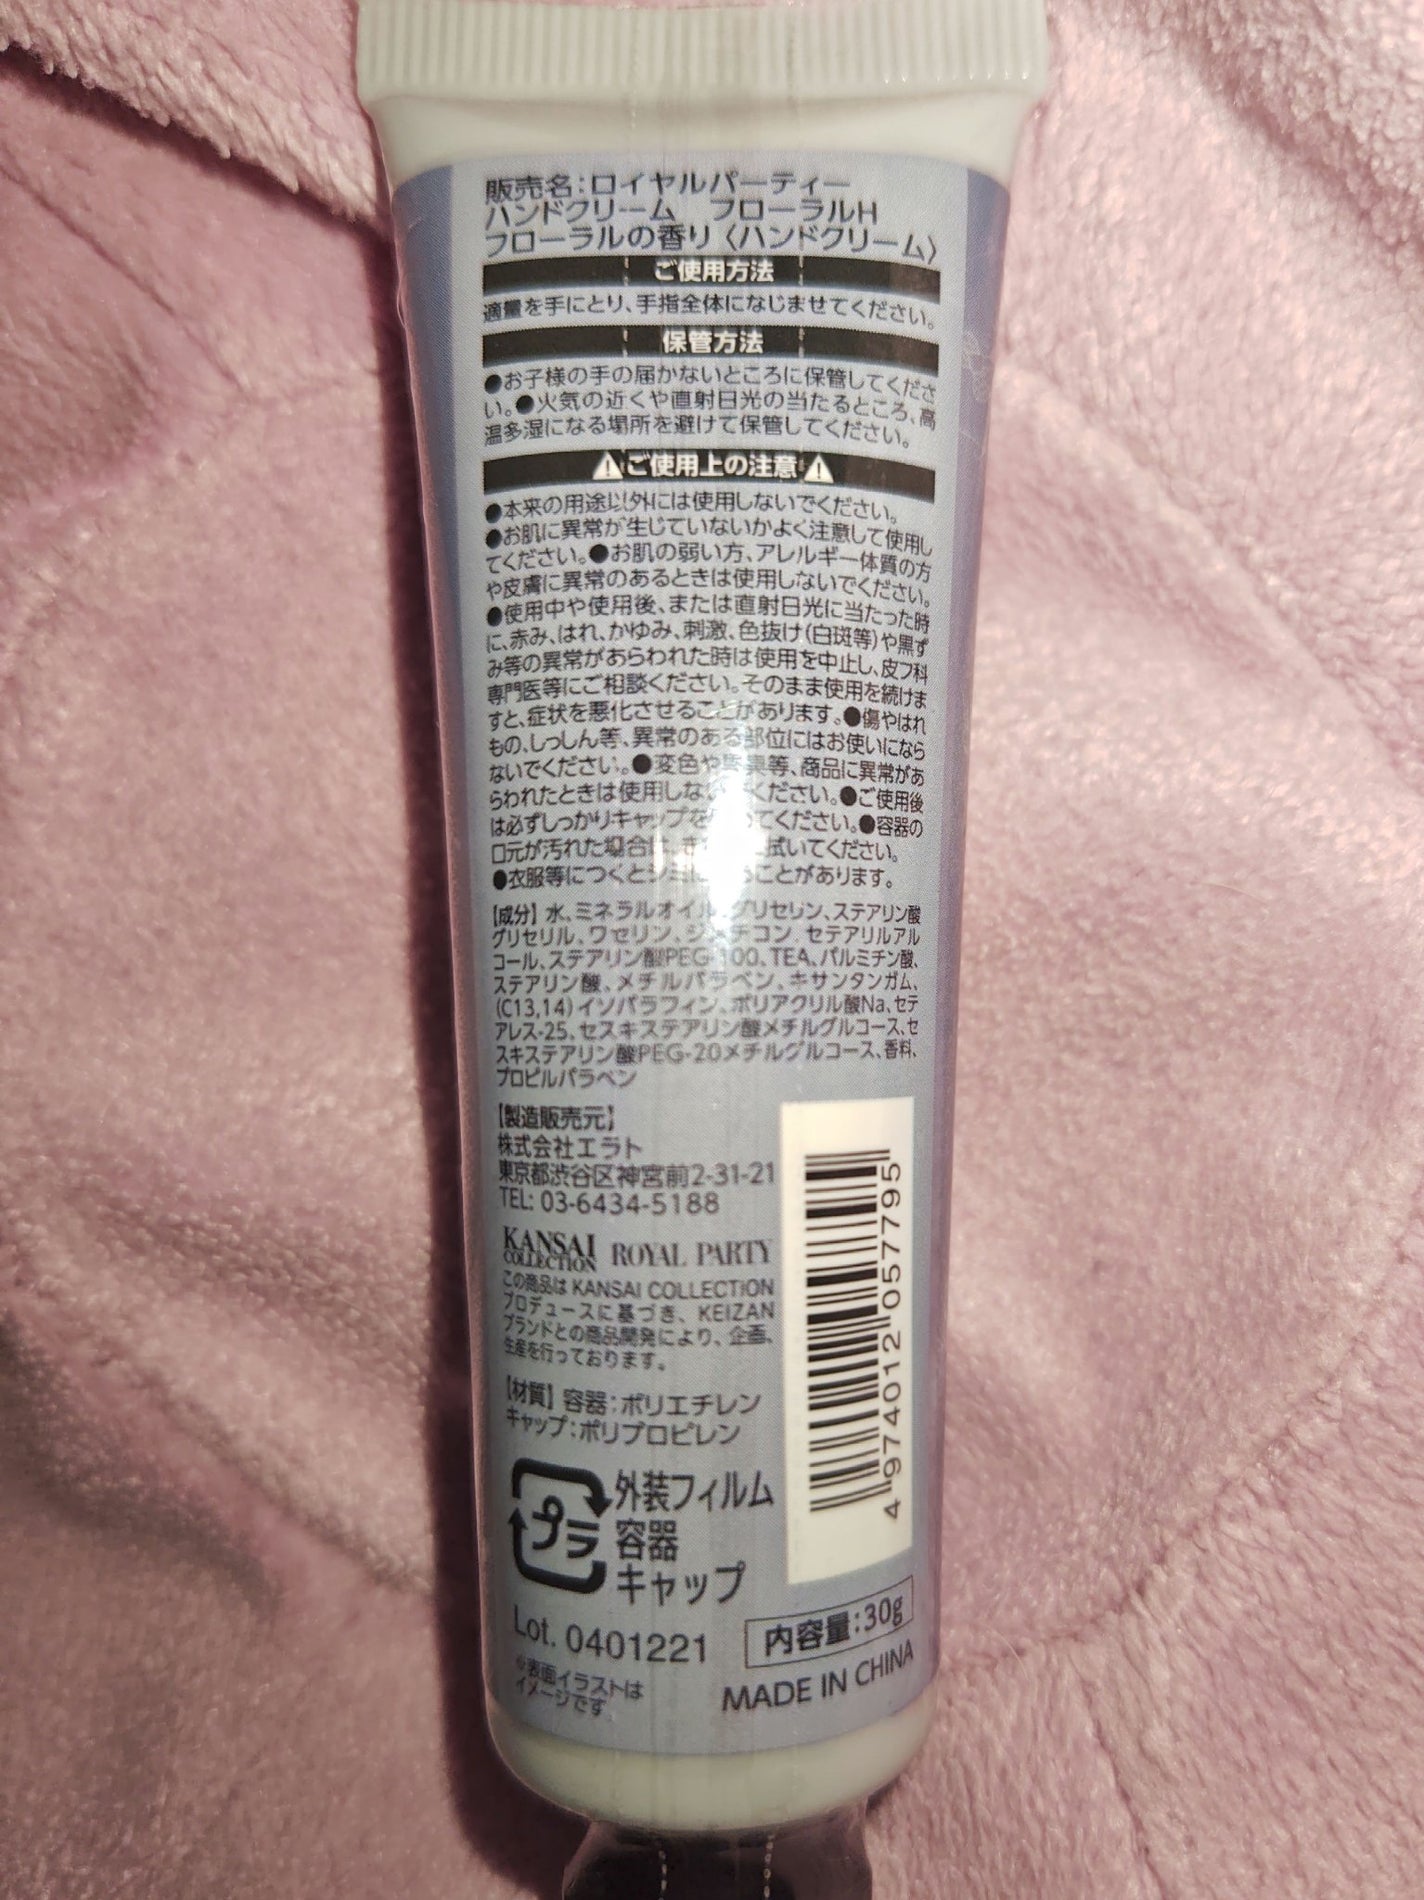 販売名:ロイヤルパーティー
ハンドクリーム フローラルH
フローラルの香り〈ハンドクリーム〉
ご使用方法
適量を手にとり、手指全体になじませてください。
保管方法
●お子様の手の届かないところに保管してくださ
い。●火気の近くや直射日光の当たるところ、高
温多湿になる場所を避けて保管してください。
ご使用上の注意
●本来の用途以外には使用しないでください。
●お肌に異常が生じていないかよく注意して使用し
てください。●お肌の弱い方、アレルギー体質の方
や皮膚に異常のあるときは使用しないでください。
●使用中や使用後、または直射日光に当たった時
に、赤み、はれ、かゆみ、刺激、色抜け(白斑等)や黒ず
み等の異常があらわれた時は使用を中止し、皮フ科
専門医等にご相談ください。そのまま使用を続けま
すと、症状を悪化させることがあります。●傷やはれ
もの、しっしん等、異常のある部位にはお使いになら
ないでください。●変色や異臭等、商品に異常があ
らわれたときは使用しな ください。●ご使用後
は必ずしっかりキャップを てください。●容器の
口元が汚れた場合は、 拭いてください。
●衣服等につくとシミに ことがあります。
【成分】水、ミネラルオイル、グリセリン、ステアリン酸
グリセリル、ワセリン、ジメチコン、セテアリルアル
コール、ステアリン酸PEG-100、TEA、パルミチン酸、
ステアリン酸、メチルパラベン、キサンタンガム、
(C13,14)イソパラフィン、ポリアクリル酸Na、セテ
アレス-25、セスキステアリン酸メチルグルコース、セ
スキステアリン酸PEG-20メチルグルコース、香料、
プロピルパラベン
【製造販売元】
株式会社エラト
東京都渋谷区神宮前2-31-21
TEL: 03-6434-5188
KANSAI COLLECTION ROYAL PARTY
この商品は KANSAI COLLECTION
プロデュースに基づき、KEIZAN
ブランドとの商品開発により、企画、
生産を行っております。
【材質】容器:ポリエチレン
キャップ:ポリプロピレン
プラ
外装フィルム
容器
キャップ
4974012057795
Lot. 0401221
内容量:30g
※表面イラストは
イメージです
MADE IN CHINA